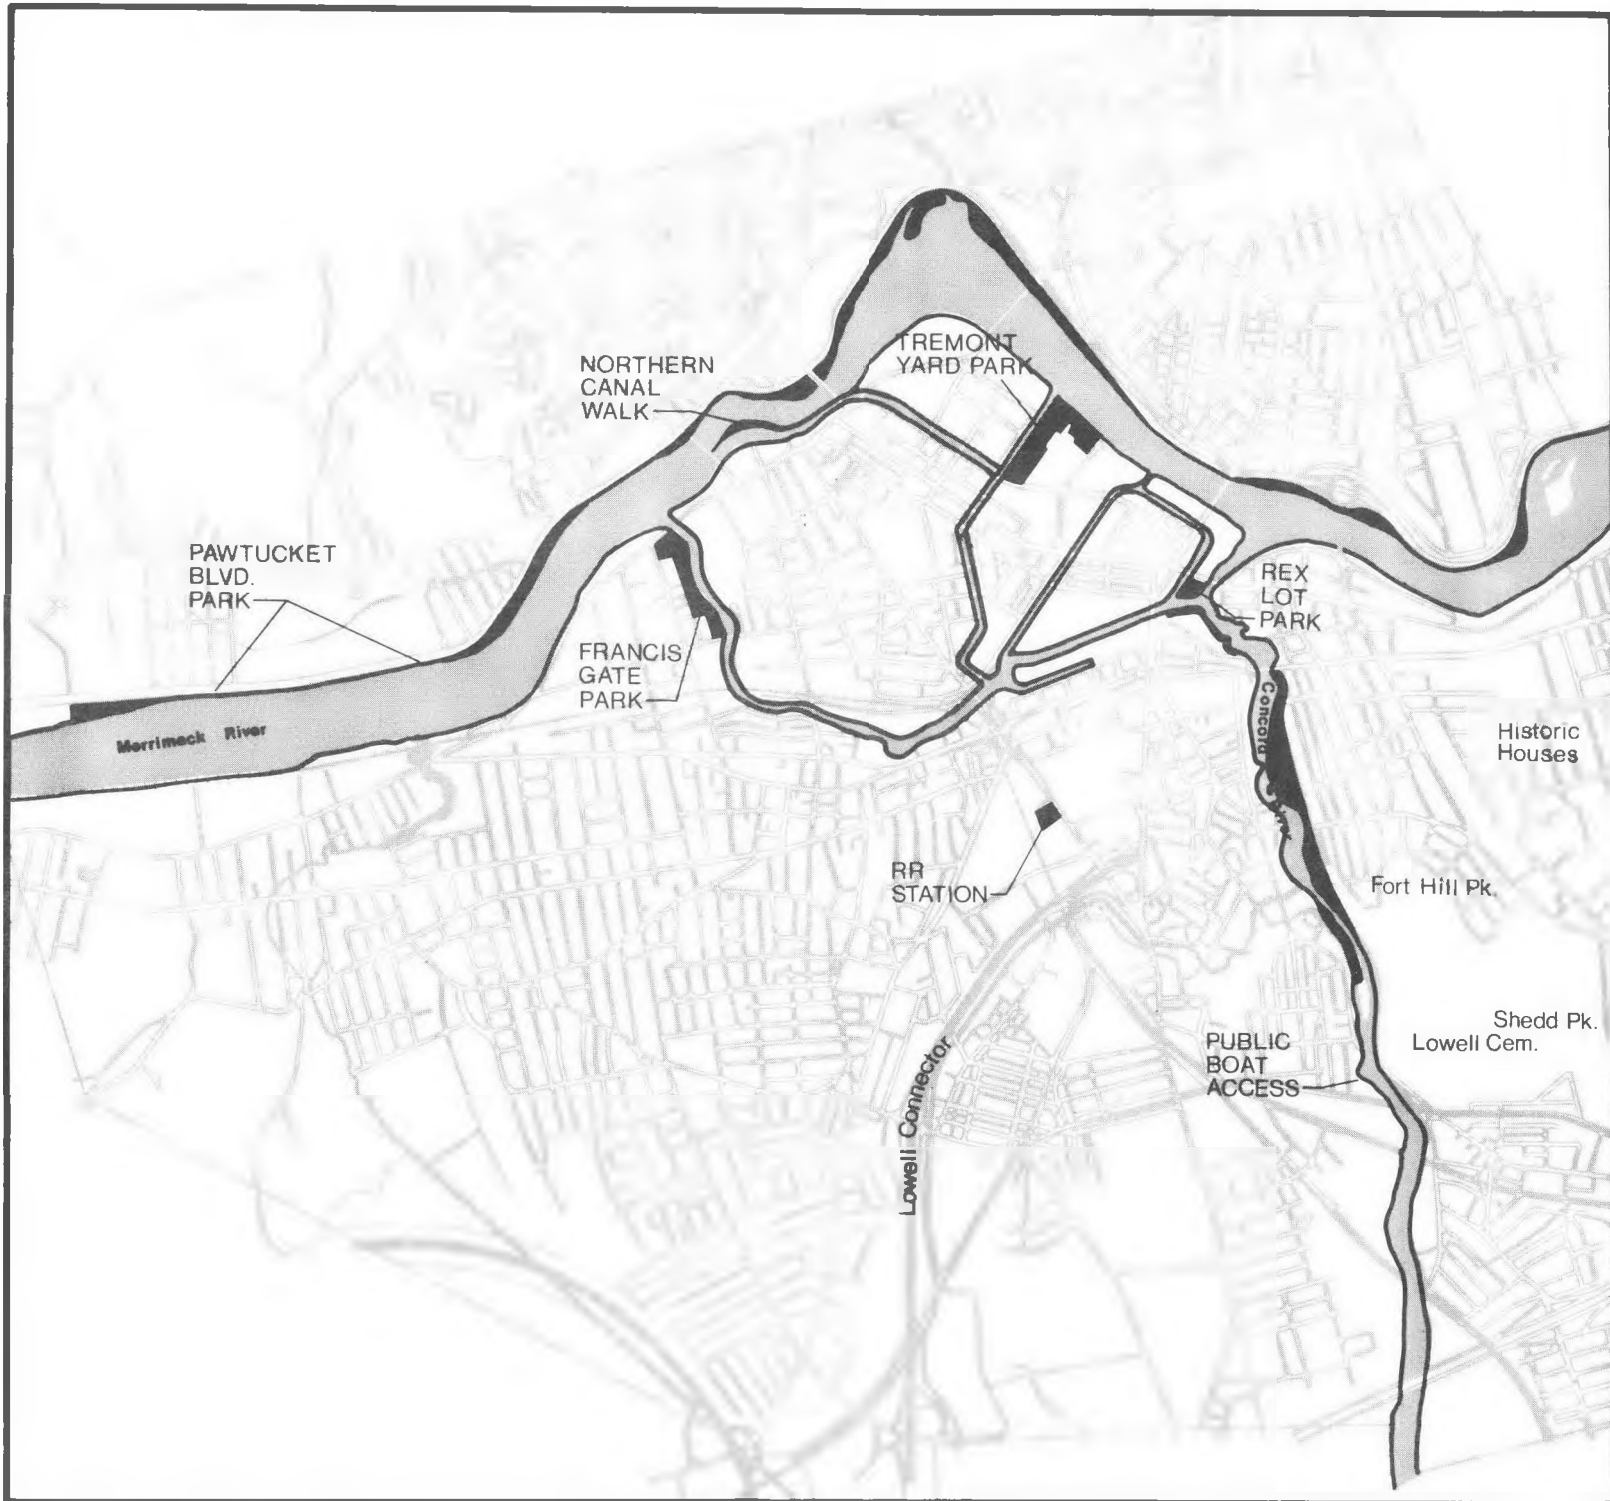 TREMONT
YARD PARK
NORTHERN
CANAL
WALK
PAWTUCKET
BLVD.
PARK
REX
LOT
PARK
FRANCIS
GATE
PARK
Merrimack River
Concord River
Historic
Houses
RR
STATION
Fort Hill Pk.
Shedd Pk.
Lowell Cem.
PUBLIC
BOAT
ACCESS
Lowell Connector